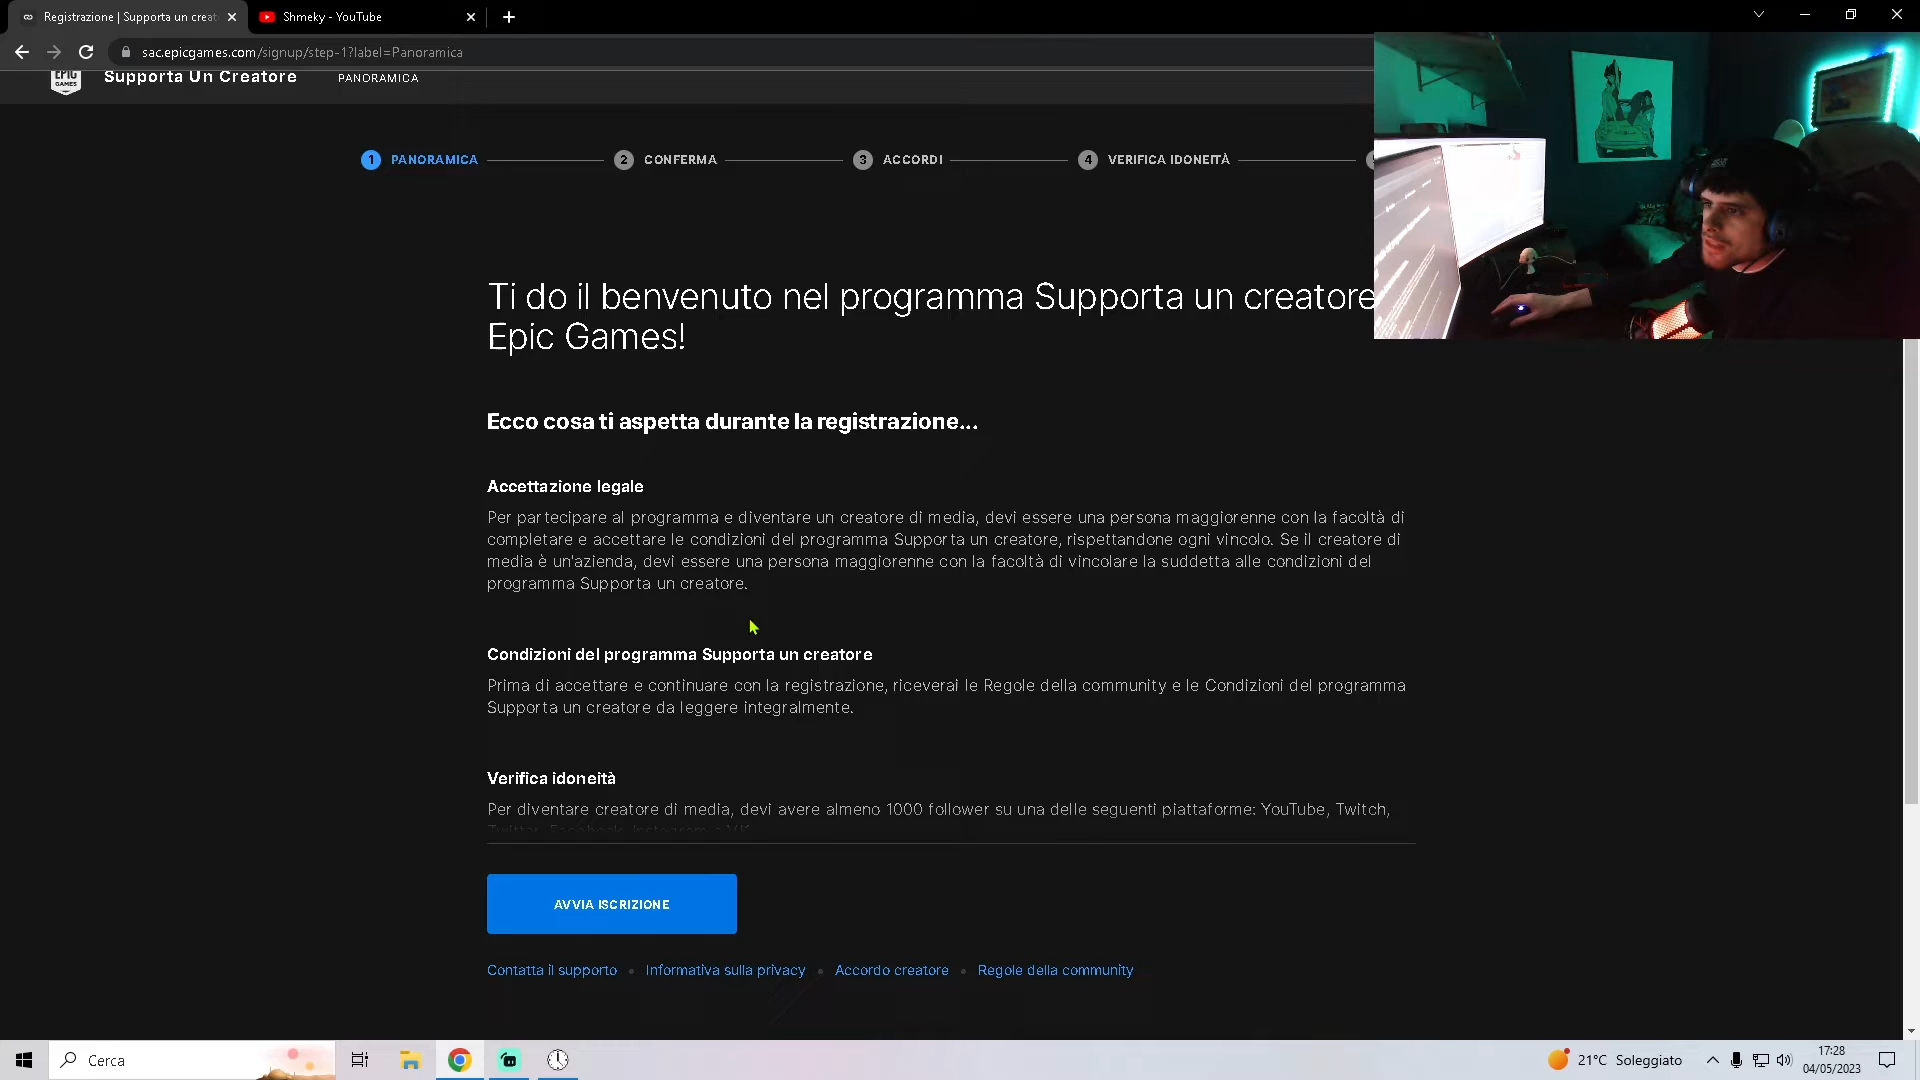 Registrazione | Supporta un creat
Shmeky - YouTube
sac.epicgames.com/signup/step-1?label=Panoramica
EPIC GAMES
Supporta Un Creatore
PANORAMICA
1 PANORAMICA
2 CONFERMA
3 ACCORDI
4 VERIFICA IDONEITÀ
Ti do il benvenuto nel programma Supporta un creatore
Epic Games!
Ecco cosa ti aspetta durante la registrazione...
Accettazione legale
Per partecipare al programma e diventare un creatore di media, devi essere una persona maggiorenne con la facoltà di
completare e accettare le condizioni del programma Supporta un creatore, rispettandone ogni vincolo. Se il creatore di
media è un'azienda, devi essere una persona maggiorenne con la facoltà di vincolare la suddetta alle condizioni del
programma Supporta un creatore.
Condizioni del programma Supporta un creatore
Prima di accettare e continuare con la registrazione, riceverai le Regole della community e le Condizioni del programma
Supporta un creatore da leggere integralmente.
Verifica idoneità
Per diventare creatore di media, devi avere almeno 1000 follower su una delle seguenti piattaforme: YouTube, Twitch,
Twitter, Facebook, Instagram e VK.
AVVIA ISCRIZIONE
Contatta il supporto • Informativa sulla privacy • Accordo creatore • Regole della community
Cerca
21°C Soleggiato
17:28
04/05/2023